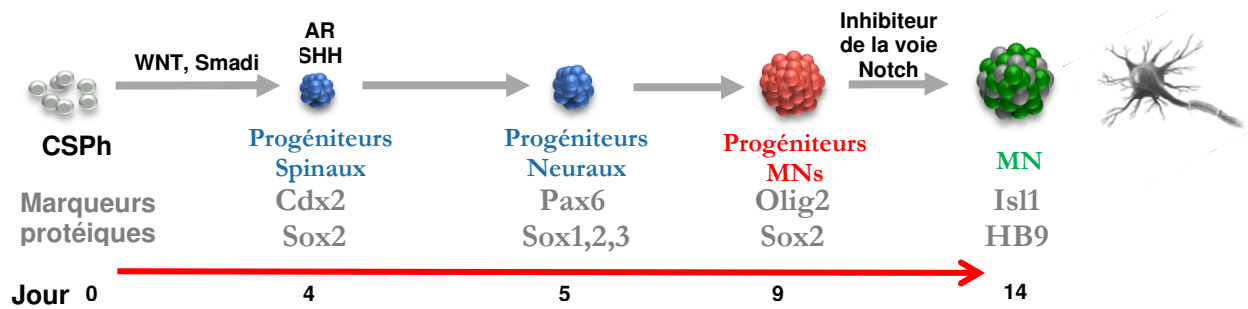 WNT, Smadi
AR
SHH
Inhibiteur
de la voie
Notch
CSPh
Progéniteurs
Spinaux
Progéniteurs
Neuraux
Progéniteurs
MNs
MN
Marqueurs
protéiques
Cdx2
Sox2
Pax6
Sox1,2,3
Olig2
Sox2
Isl1
HB9
Jour 0 4 5 9 14